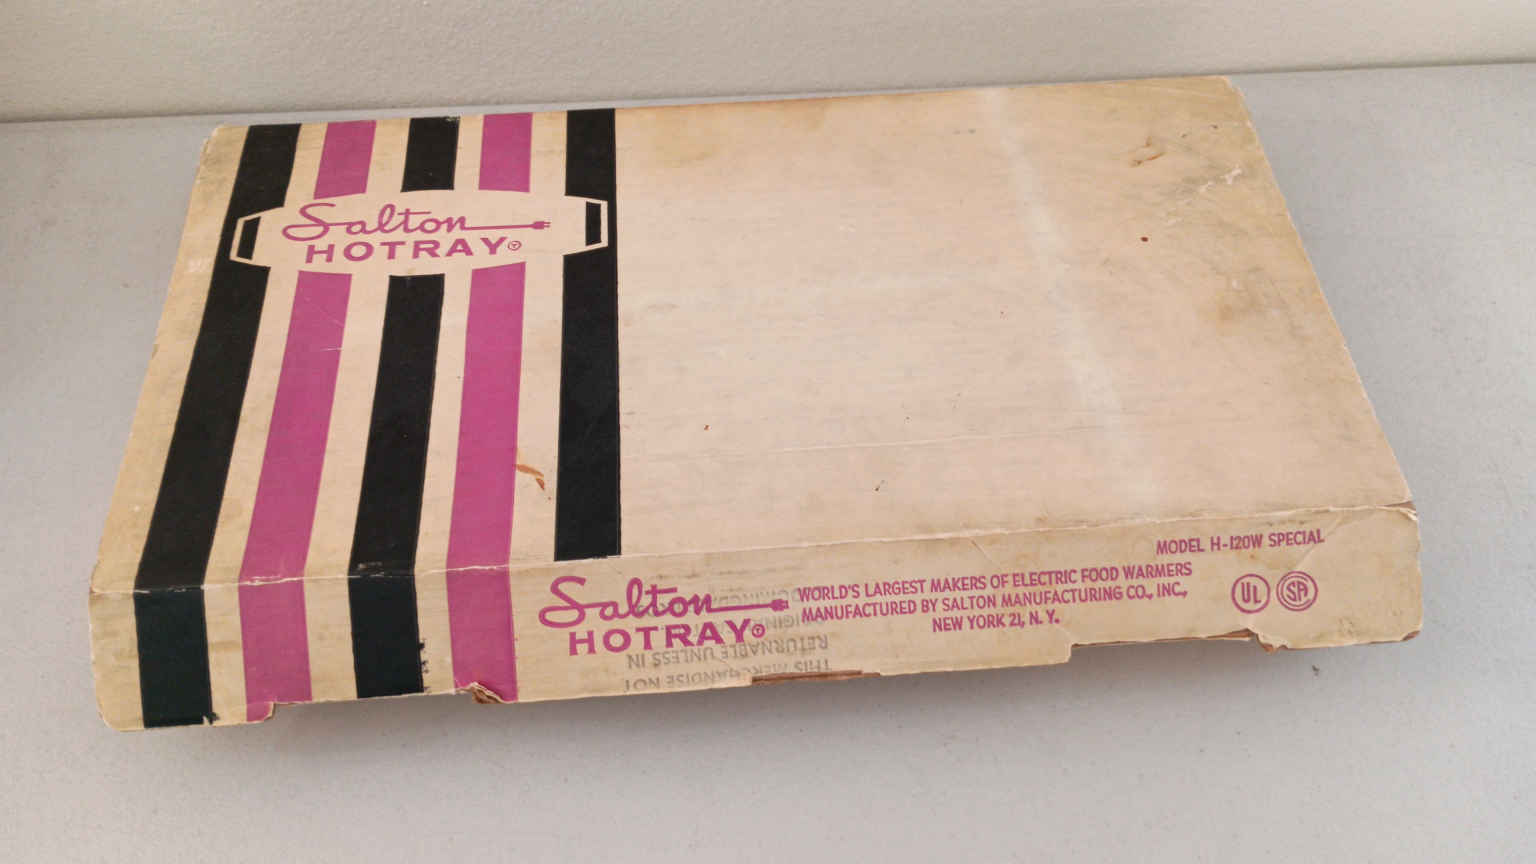 Salton
HOTRAY
Salton
HOTRAY
MODEL H-120W SPECIAL
WORLD'S LARGEST MAKERS OF ELECTRIC FOOD WARMERS
MANUFACTURED BY SALTON MANUFACTURING CO., INC.,
NEW YORK 21, N. Y.
UL
SA
THIS MERCHANDISE NOT
RETURNABLE UNLESS IN